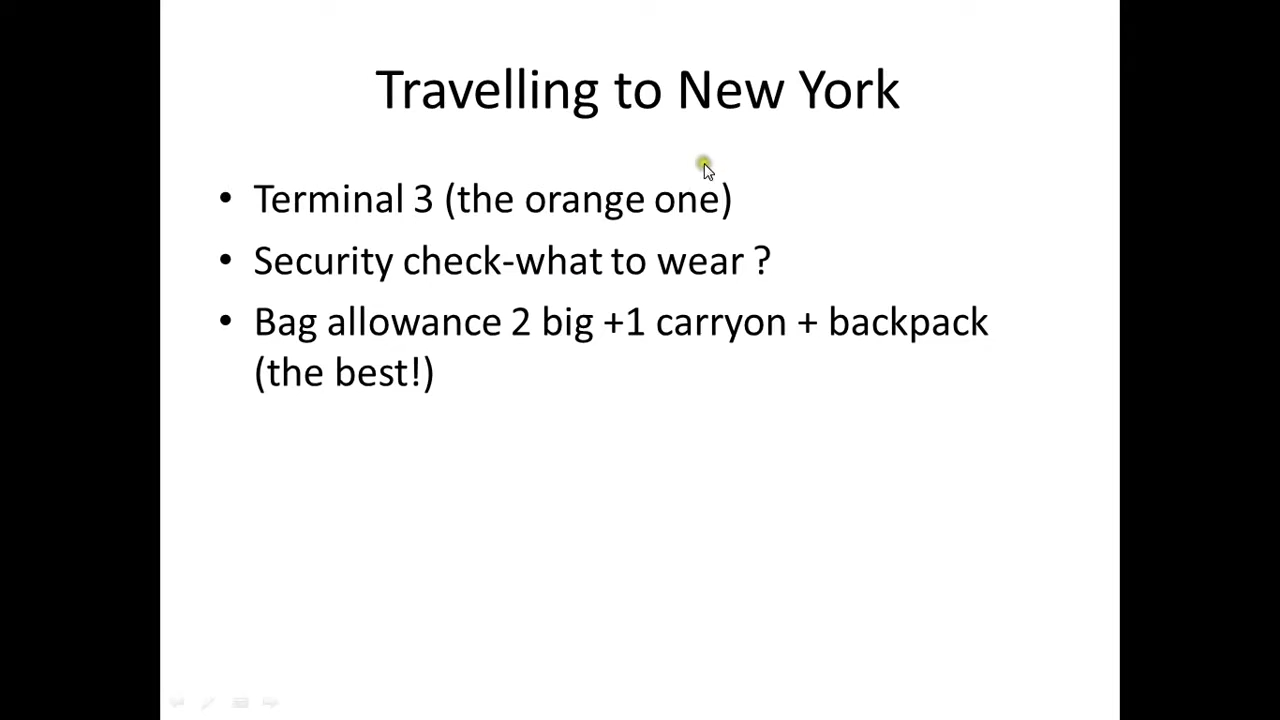 Travelling to New York
• Terminal 3 (the orange one)
• Security check-what to wear ?
• Bag allowance 2 big +1 carryon + backpack
(the best!)